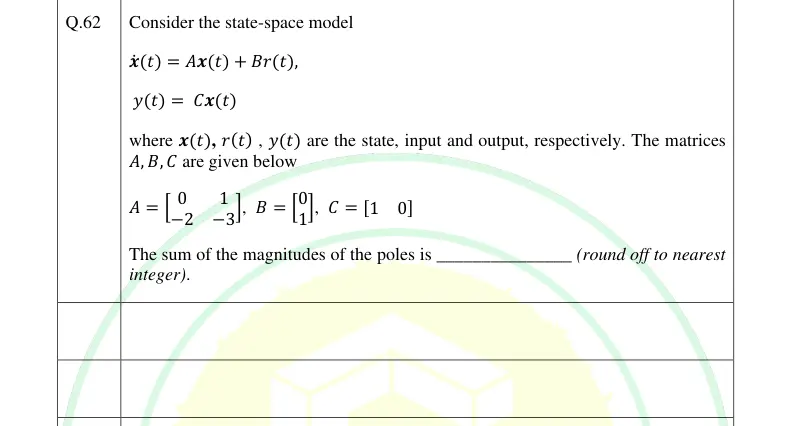 Q.62 Consider the state-space model
𝒙̇(𝑡) = 𝐴𝒙(𝑡) + 𝐵𝑟(𝑡),
𝑦(𝑡) = 𝐶𝒙(𝑡)
where 𝒙(𝑡), 𝑟(𝑡) , 𝑦(𝑡) are the state, input and output, respectively. The matrices
𝐴, 𝐵, 𝐶 are given below
𝐴 = [ 0 1 ; −2 −3 ], 𝐵 = [ 0 ; 1 ], 𝐶 = [1 0]
The sum of the magnitudes of the poles is _______________ (round off to nearest
integer).